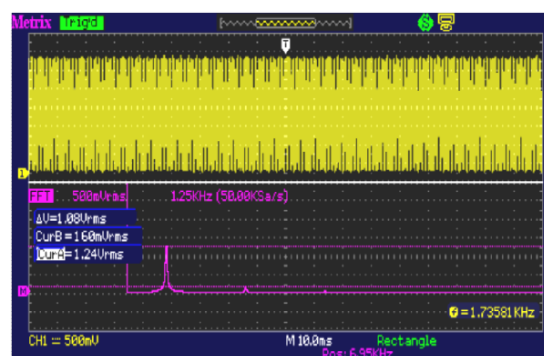 Metrix Trig'd
T
1
FFT 500mVrms 1.25KHz (50.00KSa/s)
ΔV=1.08Vrms
CurB=160mVrms
CurA=1.24Vrms
M
f=1.73581KHz
CH1 500mV M 10.0ms Rectangle
Pos: 6.95KHz